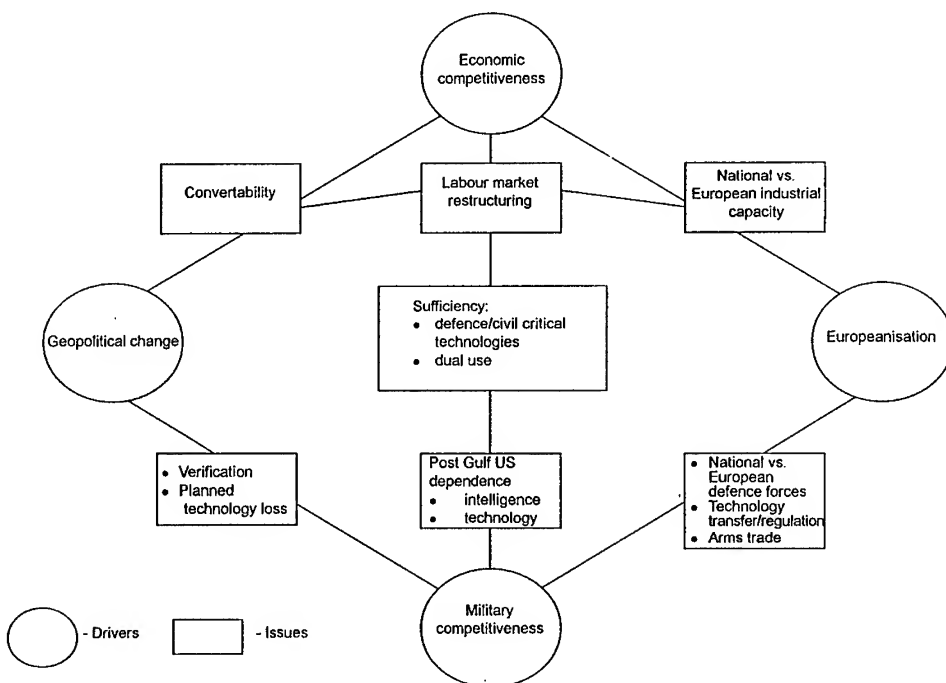 Economic
competitiveness
Convertability
Labour market
restructuring
National vs.
European industrial
capacity
Geopolitical change
Sufficiency:
• defence/civil critical
technologies
• dual use
Europeanisation
• Verification
• Planned
technology loss
Post Gulf US
dependence
• intelligence
• technology
• National vs.
European
defence forces
• Technology
transfer/regulation
• Arms trade
Military
competitiveness
- Drivers
- Issues